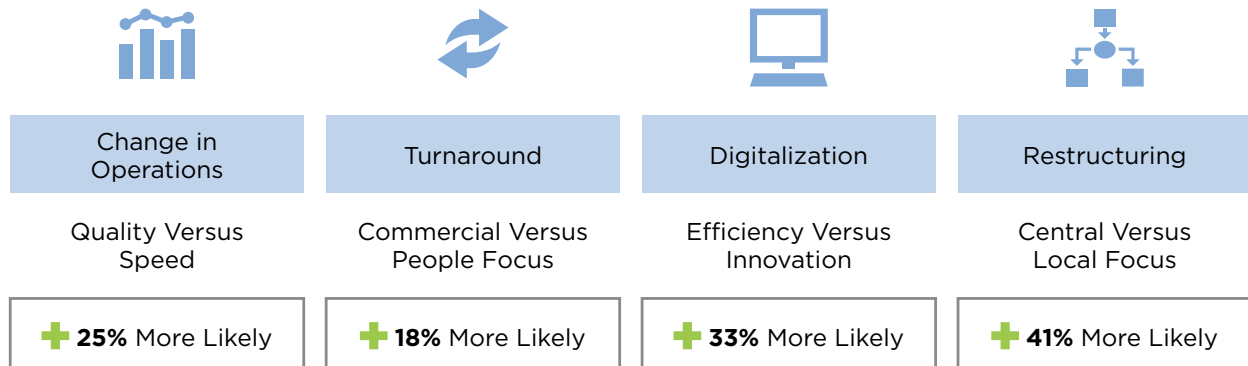 Change in
Operations
Turnaround
Digitalization
Restructuring
Quality Versus
Speed
Commercial Versus
People Focus
Efficiency Versus
Innovation
Central Versus
Local Focus
25% More Likely
18% More Likely
33% More Likely
41% More Likely